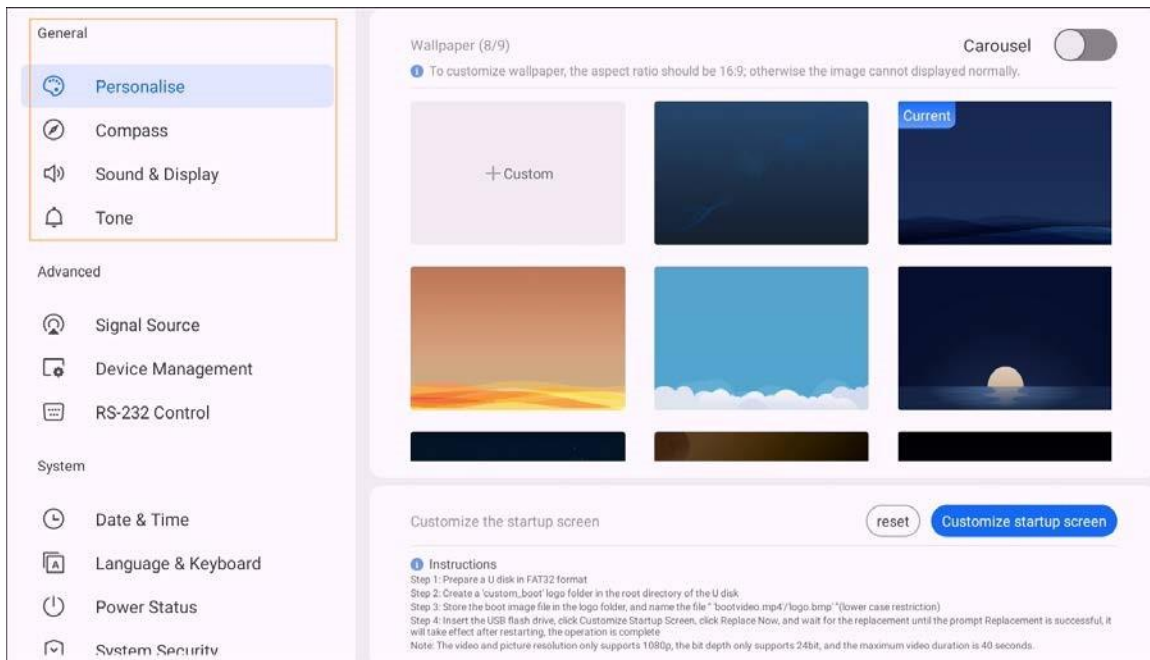 General
Personalise
Compass
Sound & Display
Tone
Advanced
Signal Source
Device Management
RS-232 Control
System
Date & Time
Language & Keyboard
Power Status
System Security
Wallpaper (8/9)
Carousel
To customize wallpaper, the aspect ratio should be 16:9; otherwise the image cannot displayed normally.
+ Custom
Current
Customize the startup screen
reset
Customize startup screen
Instructions
Step 1: Prepare a U disk in FAT32 format
Step 2: Create a 'custom_boot' logo folder in the root directory of the U disk
Step 3: Store the boot image file in the logo folder, and name the file " 'bootvideo.mp4'/'logo.bmp' "(lower case restriction)
Step 4: Insert the USB flash drive, click Customize Startup Screen, click Replace Now, and wait for the replacement until the prompt Replacement is successful, it
will take effect after restarting, the operation is complete
Note: The video and picture resolution only supports 1080p, the bit depth only supports 24bit, and the maximum video duration is 40 seconds.